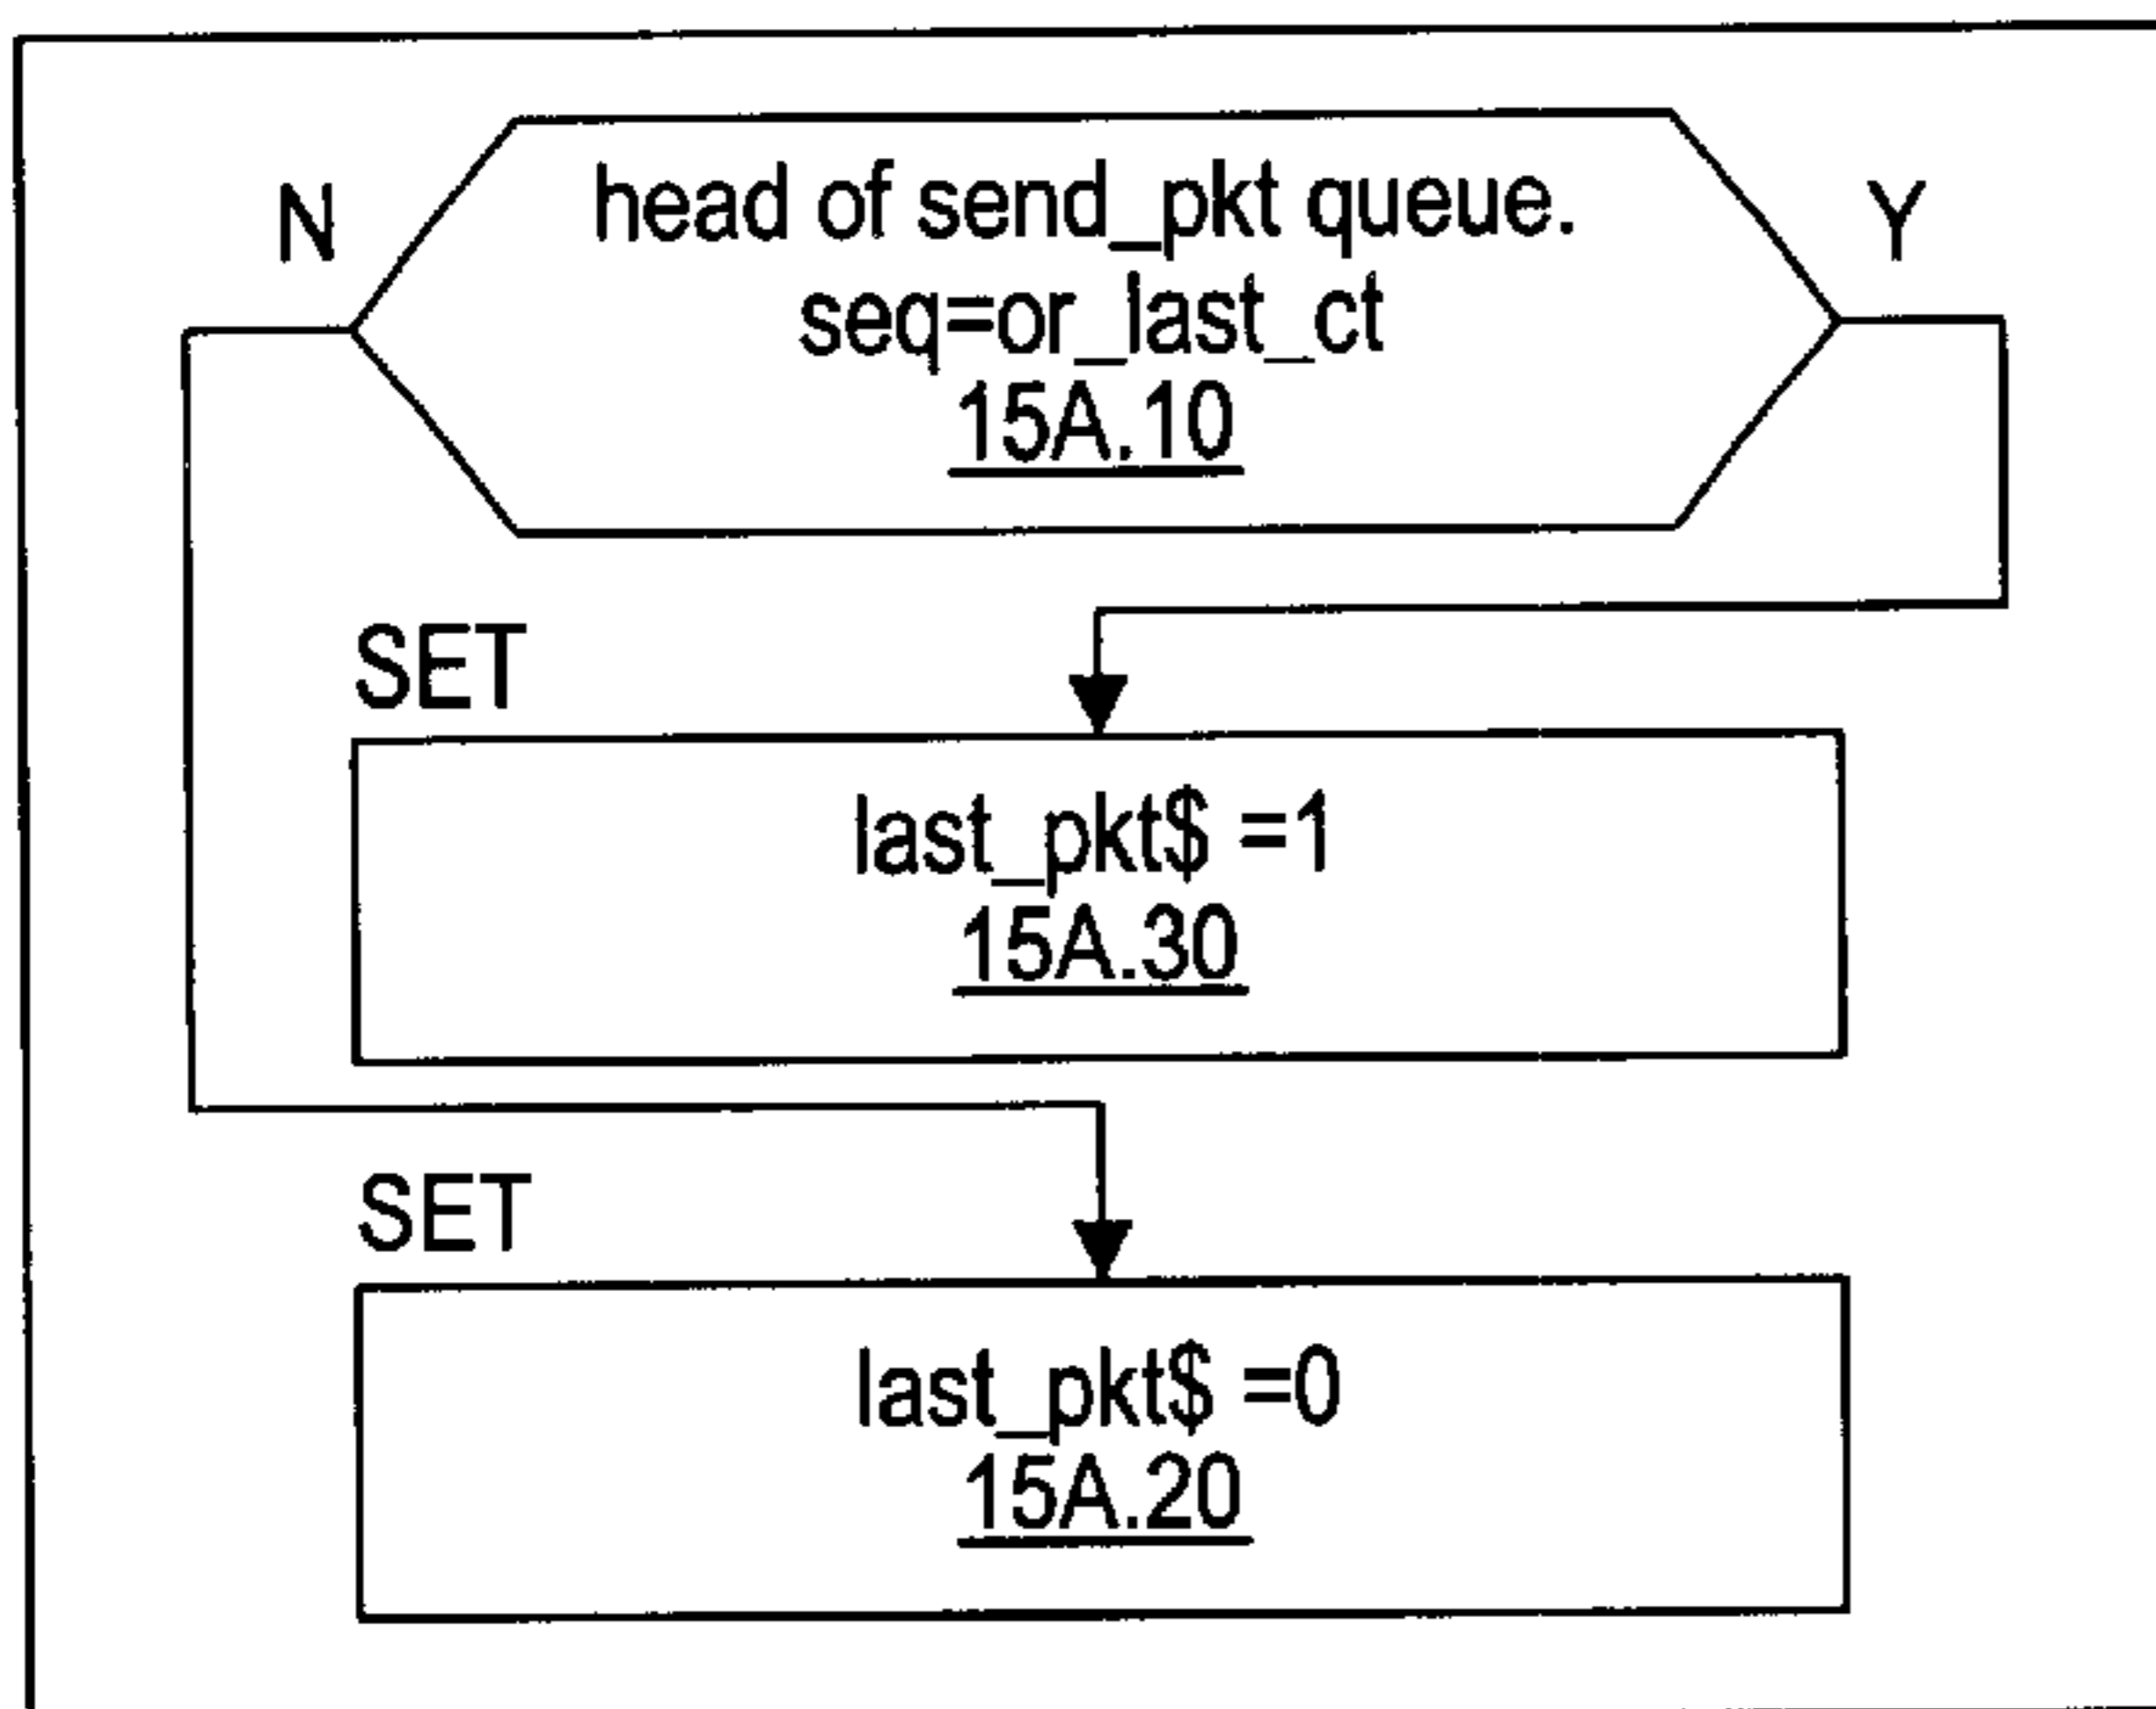 N
head of send_pkt queue.
Y
seq=or_last_ct
15A.10
SET
last_pkt$ =1
15A.30
SET
last_pkt$ =0
15A.20